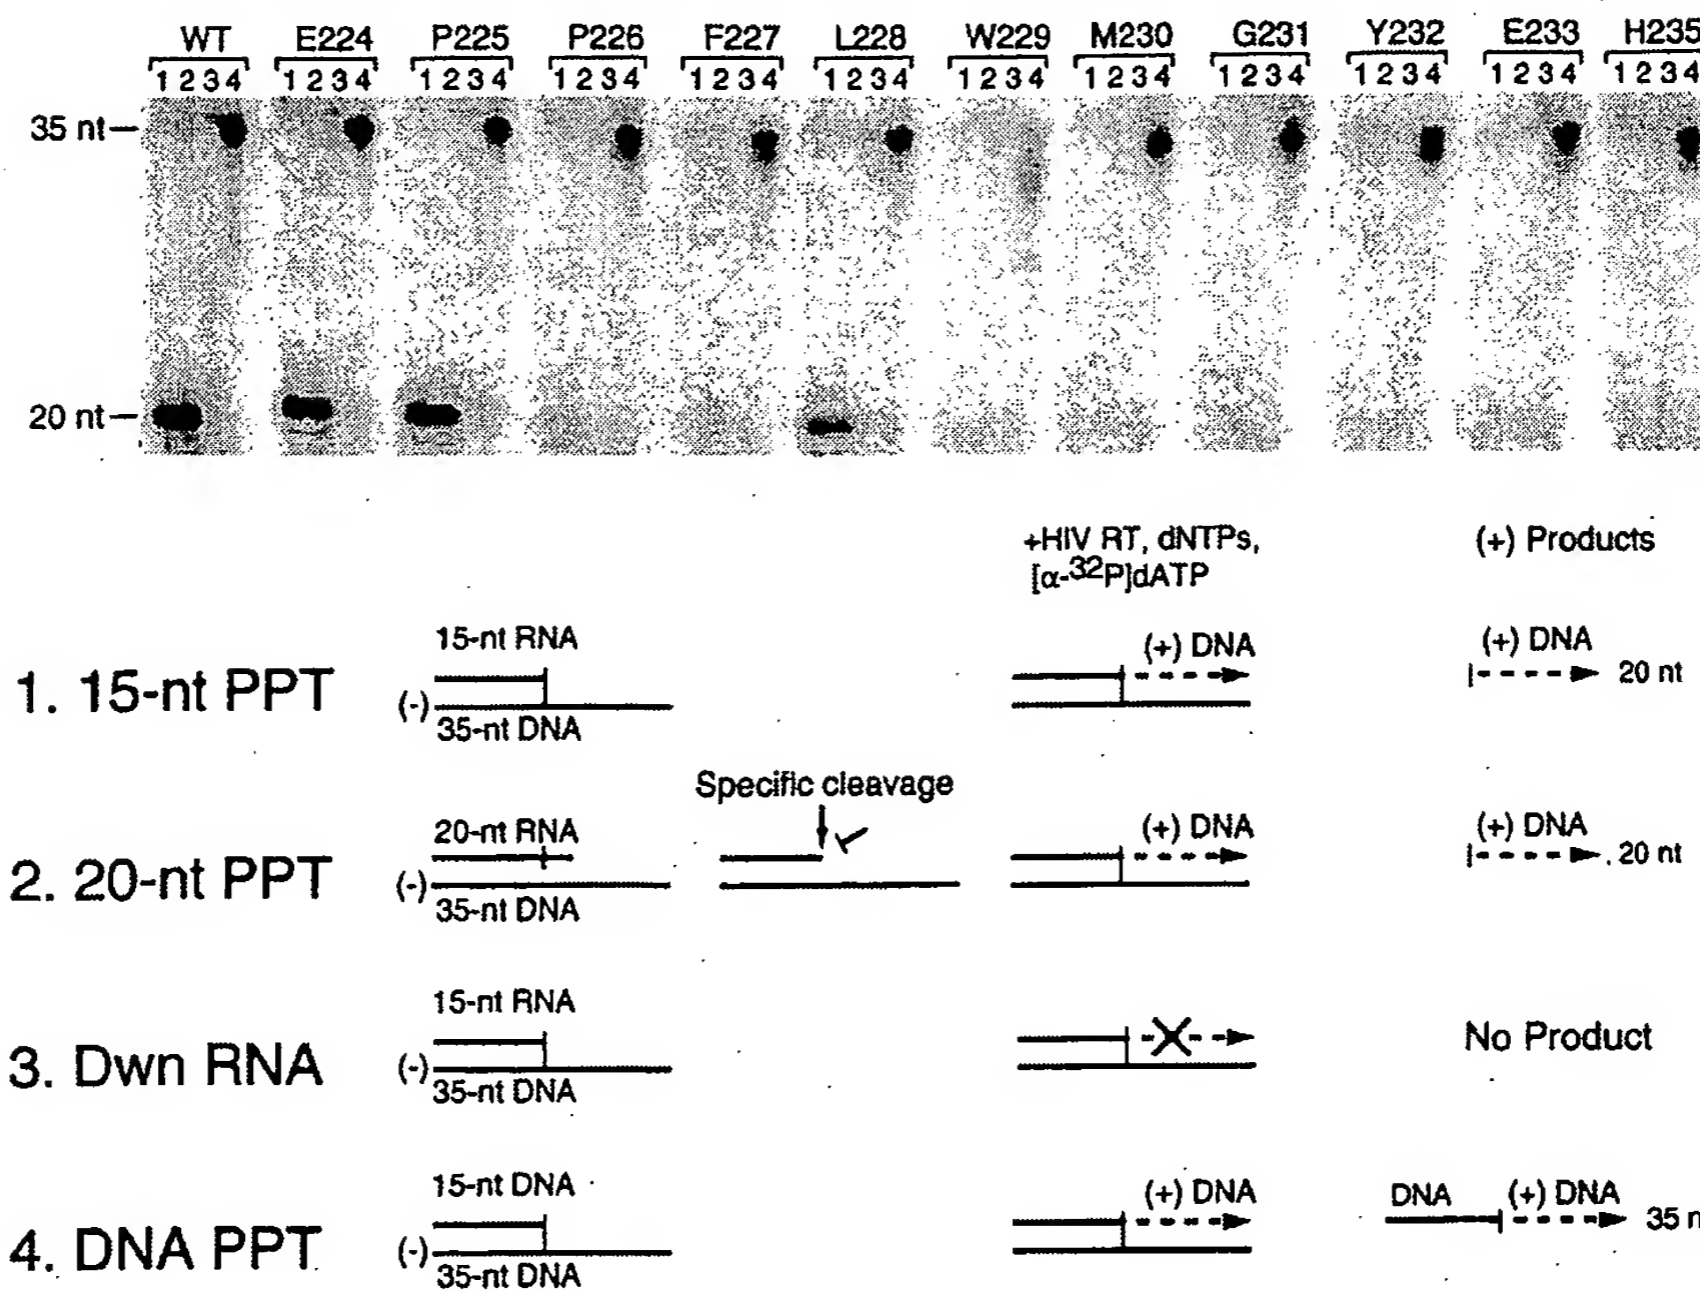 WT E224 P225 P226 F227 L228 W229 M230 G231 Y232 E233 H235
1 2 3 4 1 2 3 4 1 2 3 4 1 2 3 4 1 2 3 4 1 2 3 4 1 2 3 4 1 2 3 4 1 2 3 4 1 2 3 4 1 2 3 4 1 2 3 4
35 nt
20 nt
+HIV RT, dNTPs, (+) Products
[α-32P]dATP
15-nt RNA (+) DNA (+) DNA
1. 15-nt PPT (-) 20 nt
35-nt DNA
Specific cleavage
20-nt RNA (+) DNA (+) DNA
2. 20-nt PPT (-) 20 nt
35-nt DNA
15-nt RNA
3. Dwn RNA (-) No Product
35-nt DNA
15-nt DNA (+) DNA DNA (+) DNA
4. DNA PPT (-) 35 n
35-nt DNA